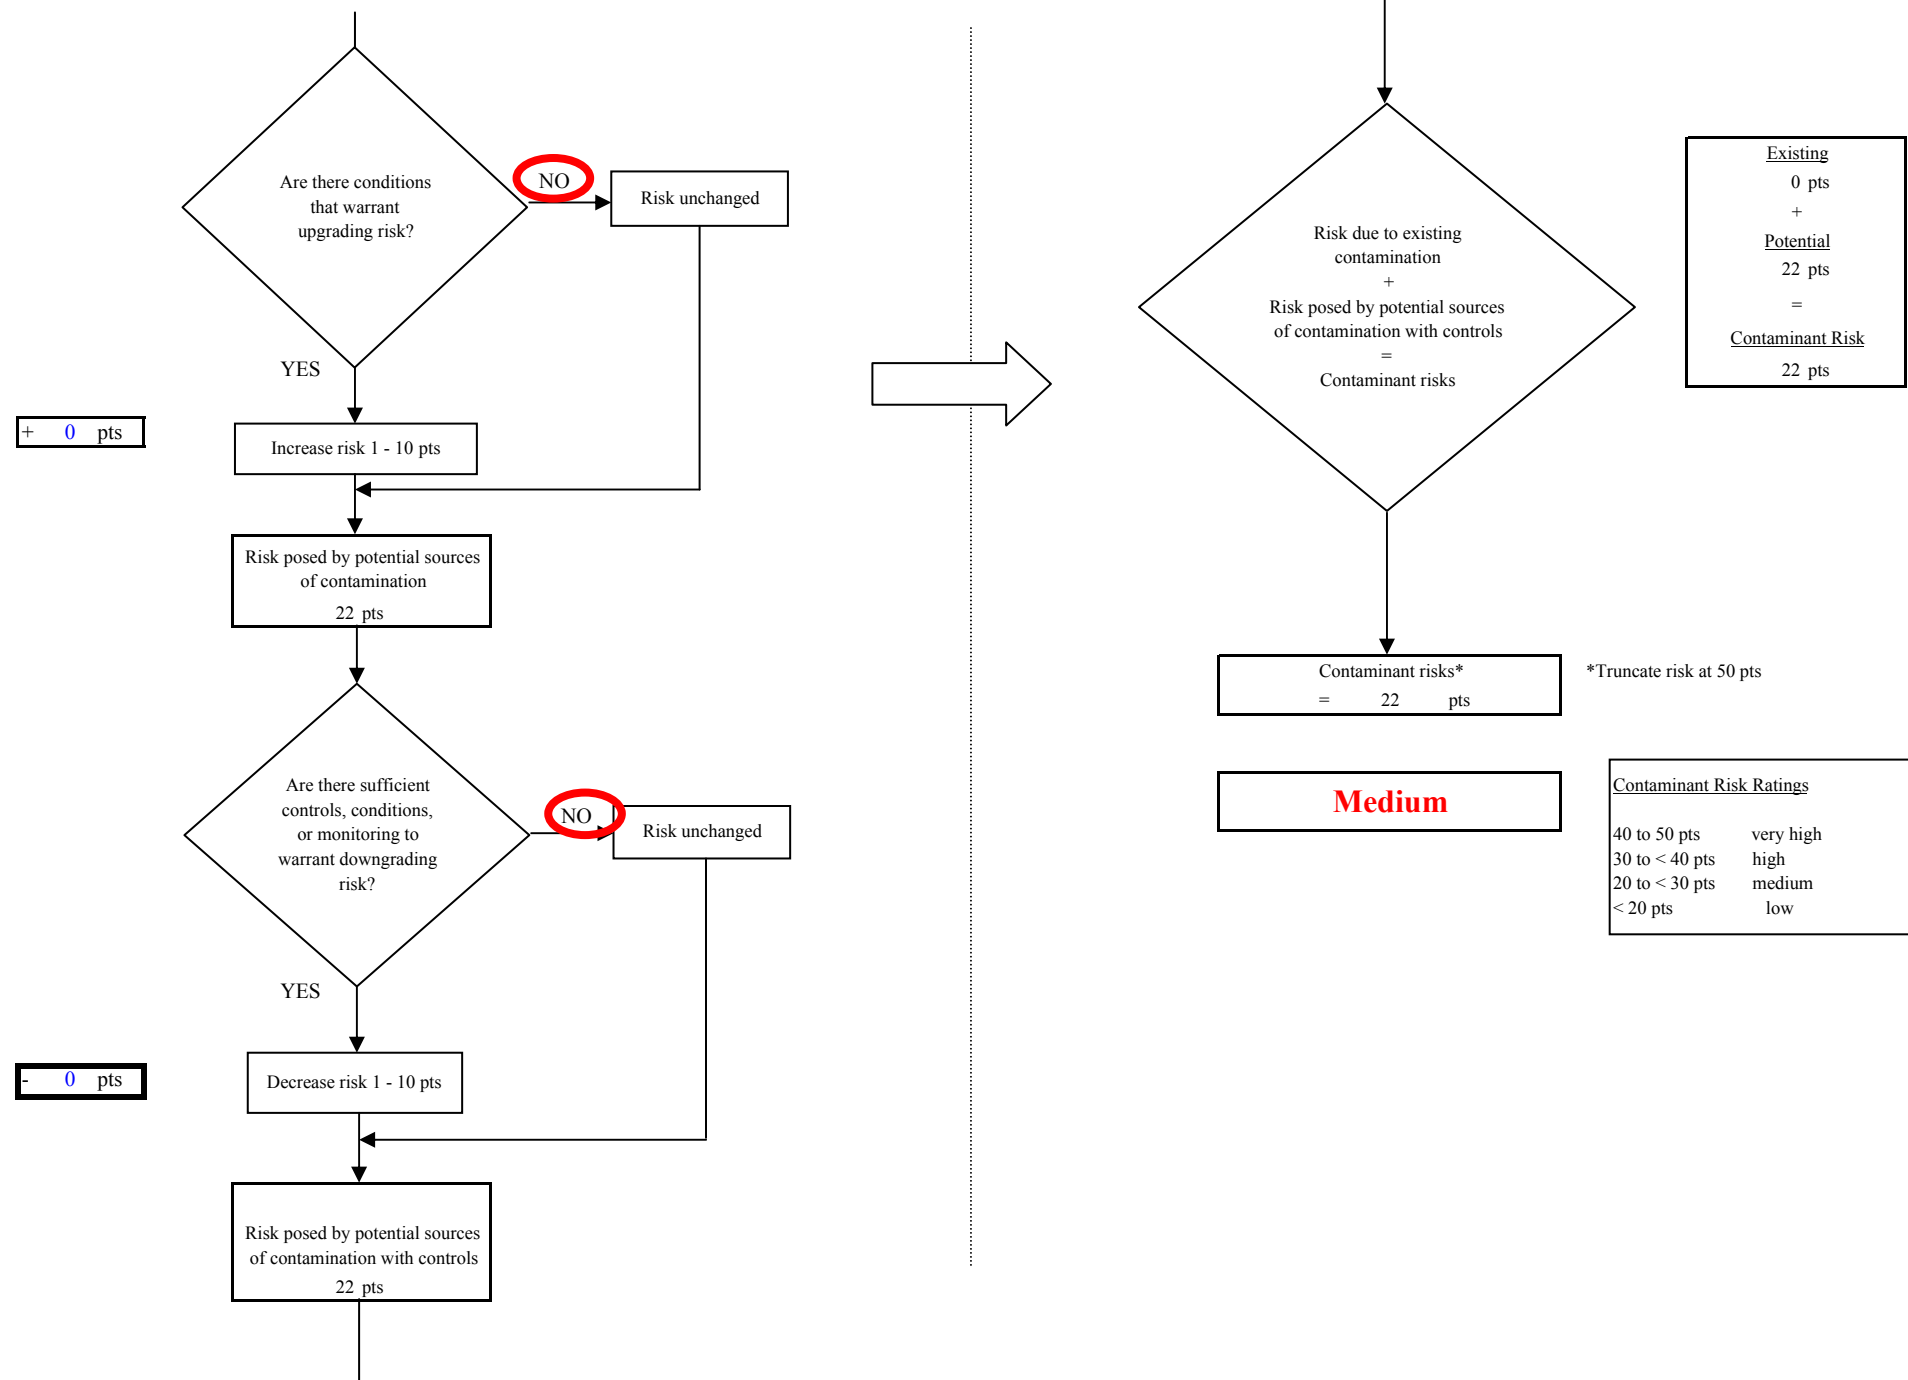 Are there conditions
that warrant
upgrading risk?
NO
Risk unchanged
YES
+ 0 pts
Increase risk 1 - 10 pts
Risk posed by potential sources
of contamination
22 pts
Are there sufficient
controls, conditions,
or monitoring to
warrant downgrading
risk?
NO
Risk unchanged
YES
- 0 pts
Decrease risk 1 - 10 pts
Risk posed by potential sources
of contamination with controls
22 pts
Risk due to existing
contamination
+
Risk posed by potential sources
of contamination with controls
=
Contaminant risks
Existing
0 pts
+
Potential
22 pts
=
Contaminant Risk
22 pts
Contaminant risks*
= 22 pts
*Truncate risk at 50 pts
Medium
Contaminant Risk Ratings
40 to 50 pts very high
30 to < 40 pts high
20 to < 30 pts medium
< 20 pts low